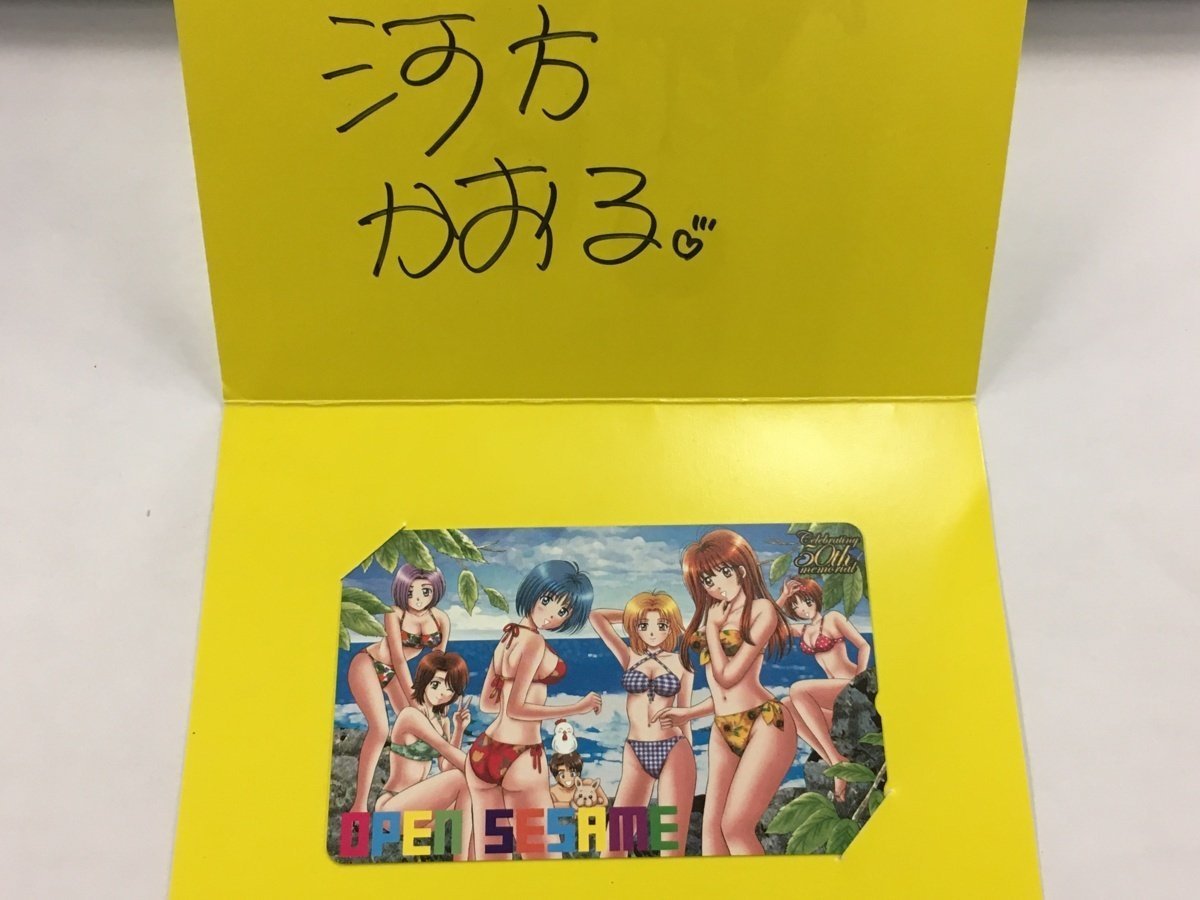 河方
かおる。
Celebrating
50th
memorial
OPEN SESAME